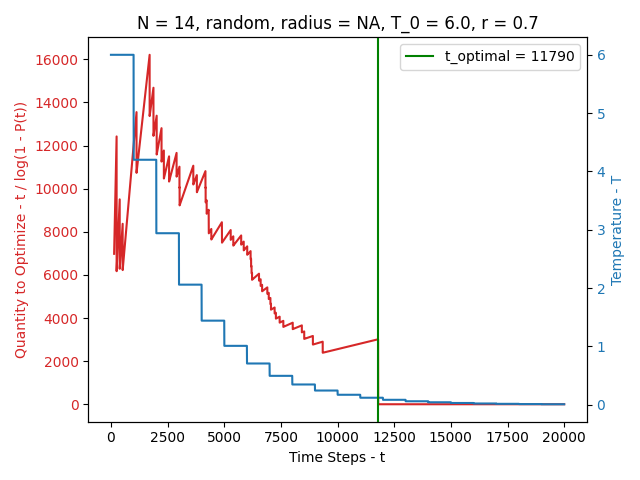 N = 14, random, radius = NA, T_0 = 6.0, r = 0.7
t_optimal = 11790
Quantity to Optimize - t / log(1 - P(t))
16000
14000
12000
10000
8000
6000
4000
2000
0
6
5
4
3
2
1
0
Temperature - T
0 2500 5000 7500 10000 12500 15000 17500 20000
Time Steps - t